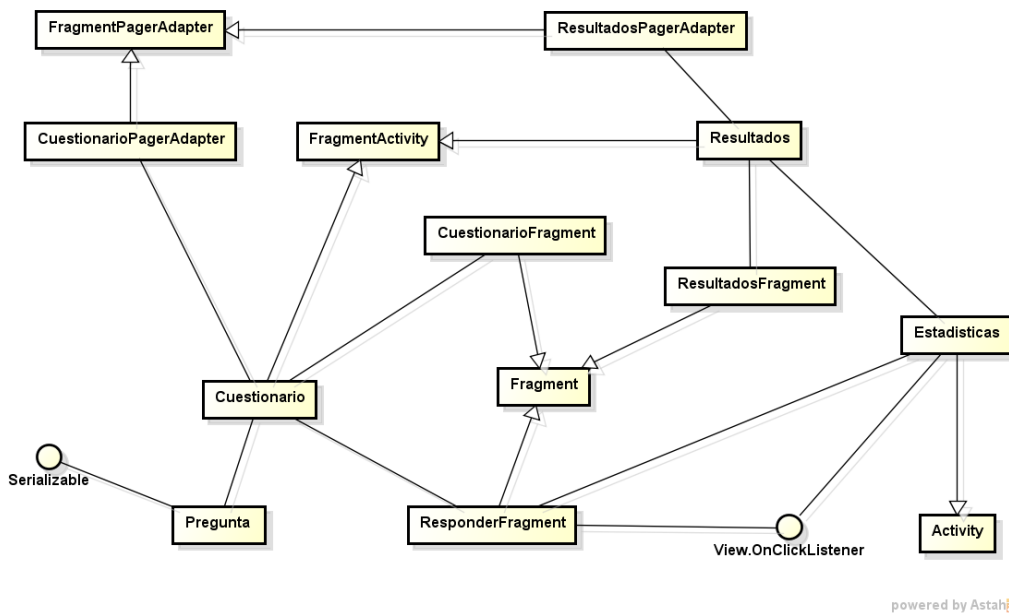 FragmentPagerAdapter
ResultadosPagerAdapter
CuestionarioPagerAdapter
FragmentActivity
Resultados
CuestionarioFragment
ResultadosFragment
Estadisticas
Fragment
Cuestionario
Serializable
Pregunta
ResponderFragment
View.OnClickListener
Activity
powered by Astah